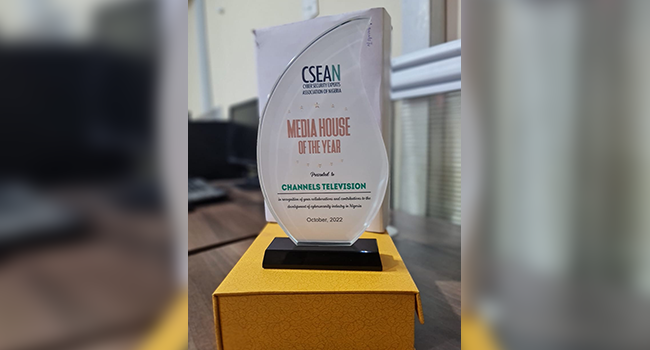 CSEAN
CYBER SECURITY EXPERTS
ASSOCIATION OF NIGERIA
MEDIA HOUSE
OF THE YEAR
Presented to
CHANNELS TELEVISION
in recognition of your collaborations and contributions to the
development of cybersecurity industry in Nigeria
October, 2022